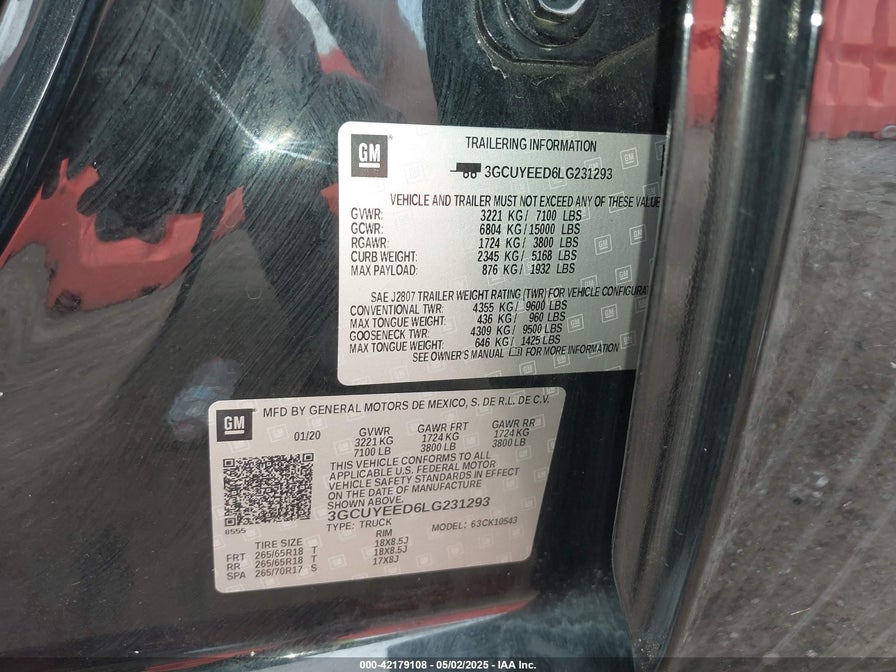 GM
TRAILERING INFORMATION
3GCUYEED6LG231293
VEHICLE AND TRAILER MUST NOT EXCEED ANY OF THESE VALUE
GVWR: 3221 KG / 7100 LBS
GCWR: 6804 KG / 15000 LBS
RGAWR: 1724 KG / 3800 LBS
CURB WEIGHT: 2345 KG / 5168 LBS
MAX PAYLOAD: 876 KG / 1932 LBS
SAE J2807 TRAILER WEIGHT RATING (TWR) FOR VEHICLE CONFIGURAT
CONVENTIONAL TWR: 4355 KG / 9600 LBS
MAX TONGUE WEIGHT: 436 KG / 960 LBS
GOOSENECK TWR: 4309 KG / 9500 LBS
MAX TONGUE WEIGHT: 646 KG / 1425 LBS
SEE OWNER'S MANUAL FOR MORE INFORMATION
GM
MFD BY GENERAL MOTORS DE MEXICO, S. DE R.L. DE C.V.
01/20 GVWR GAWR FRT GAWR RR
3221 KG 1724 KG 1724 KG
7100 LB 3800 LB 3800 LB
THIS VEHICLE CONFORMS TO ALL
APPLICABLE U.S. FEDERAL MOTOR
VEHICLE SAFETY STANDARDS IN EFFECT
ON THE DATE OF MANUFACTURE
SHOWN ABOVE.
3GCUYEED6LG231293
8555
TYPE: TRUCK MODEL: 63CK10543
TIRE SIZE RIM
FRT 265/65R18 T 18X8.5J
RR 265/65R18 T 18X8.5J
SPA 265/70R17 S 17X8J
000-42179108 - 05/02/2025 - IAA Inc.